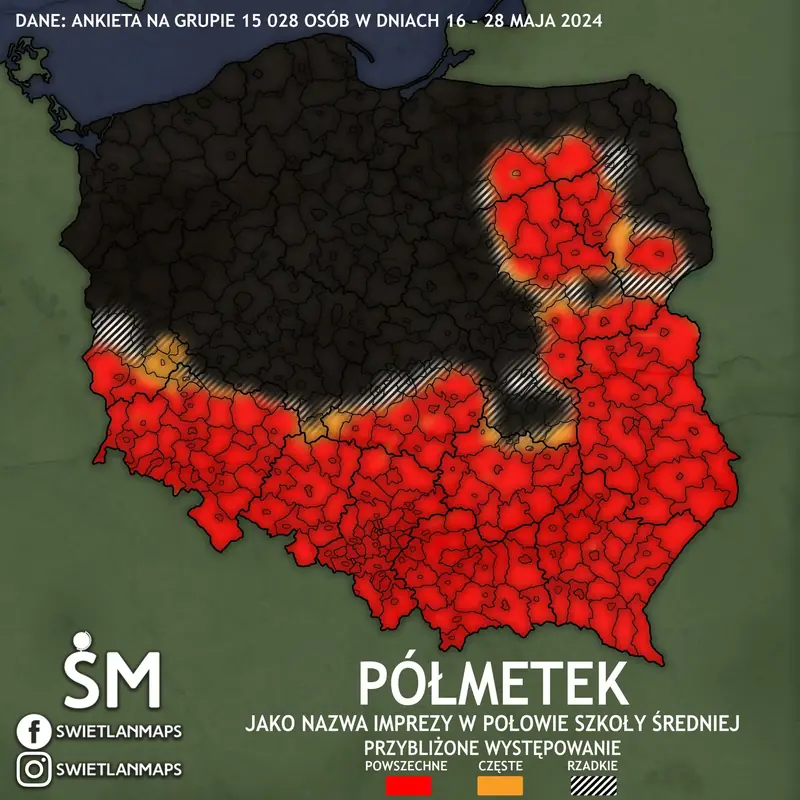 DANE: ANKIETA NA GRUPIE 15 028 OSÓB W DNIACH 16 - 28 MAJA 2024
ŚM
SWIETLANMAPS
SWIETLANMAPS
PÓŁMETEK
JAKO NAZWA IMPREZY W POŁOWIE SZKOŁY ŚREDNIEJ
PRZYBLIŻONE WYSTĘPOWANIE
POWSZECHNE CZĘSTE RZADKIE